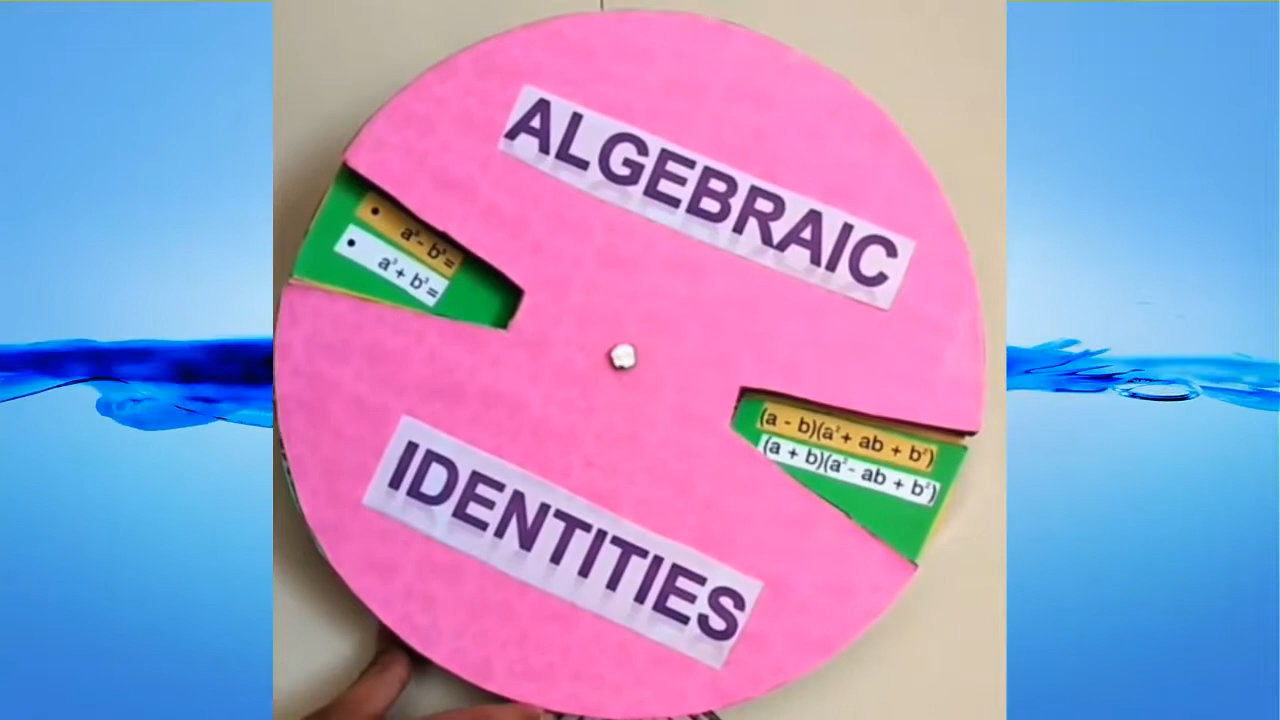 ALGEBRAIC
• a³- b³=
• a³+ b³=
(a - b)(a²+ ab + b²)
(a + b)(a²- ab + b²)
IDENTITIES